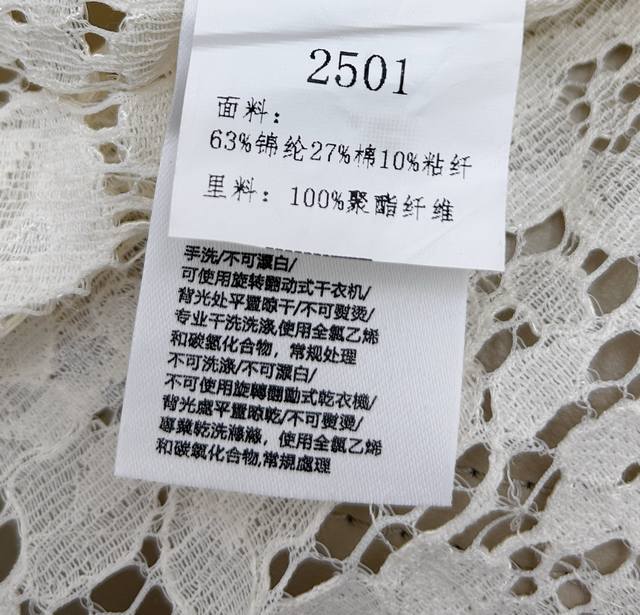 2501
面料：
63%锦纶27%棉10%粘纤
里料：100%聚酯纤维
手洗/不可漂白/
可使用旋转翻动式干衣机/
背光处平置晾干/不可熨烫/
专业干洗洗涤,使用全氯乙烯
和碳氢化合物，常规处理
不可洗涤/不可漂白/
不可使用旋轉翻動式乾衣機/
背光處平置晾乾/不可熨燙/
專業乾洗滌，使用全氯乙烯
和碳氫化合物,常規處理